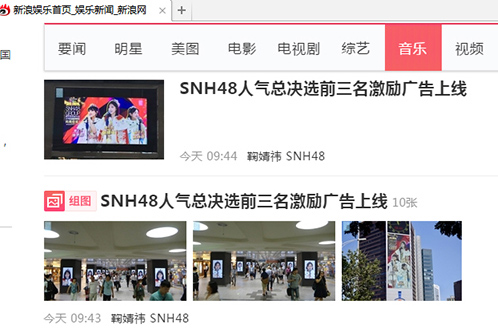 新浪娱乐首页_娱乐新闻_新浪网 × +
国
要闻 明星 美图 电影 电视剧 综艺 音乐 视频
SNH48人气总决选前三名激励广告上线
,
今天 09:44 鞠婧祎 SNH48
组图 SNH48人气总决选前三名激励广告上线 10张
今天 09:43 鞠婧祎 SNH48